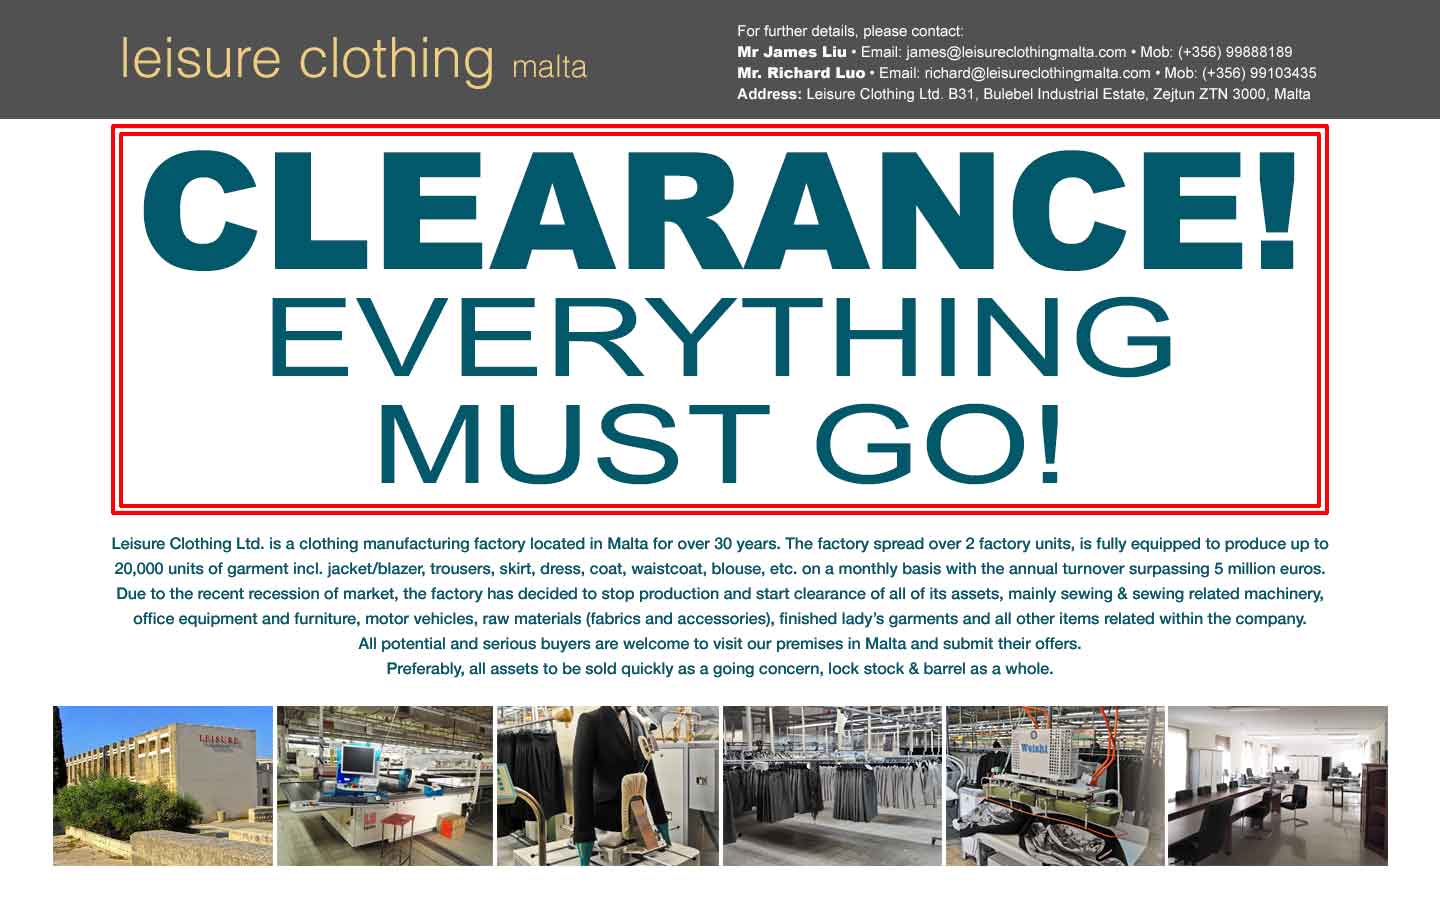 leisure clothing malta
For further details, please contact:
Mr James Liu • Email: james@leisureclothingmalta.com • Mob: (+356) 99888189
Mr. Richard Luo • Email: richard@leisureclothingmalta.com • Mob: (+356) 99103435
Address: Leisure Clothing Ltd. B31, Bulebel Industrial Estate, Zejtun ZTN 3000, Malta
CLEARANCE!
EVERYTHING
MUST GO!
Leisure Clothing Ltd. is a clothing manufacturing factory located in Malta for over 30 years. The factory spread over 2 factory units, is fully equipped to produce up to
20,000 units of garment incl. jacket/blazer, trousers, skirt, dress, coat, waistcoat, blouse, etc. on a monthly basis with the annual turnover surpassing 5 million euros.
Due to the recent recession of market, the factory has decided to stop production and start clearance of all of its assets, mainly sewing & sewing related machinery,
office equipment and furniture, motor vehicles, raw materials (fabrics and accessories), finished lady's garments and all other items related within the company.
All potential and serious buyers are welcome to visit our premises in Malta and submit their offers.
Preferably, all assets to be sold quickly as a going concern, lock stock & barrel as a whole.
LEISURE
Weishi